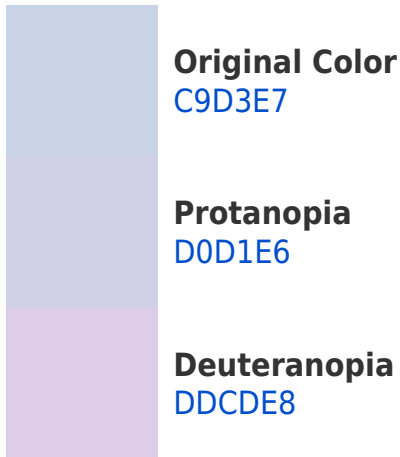 Original Color
C9D3E7
Protanopia
D0D1E6
Deuteranopia
DDCDE8